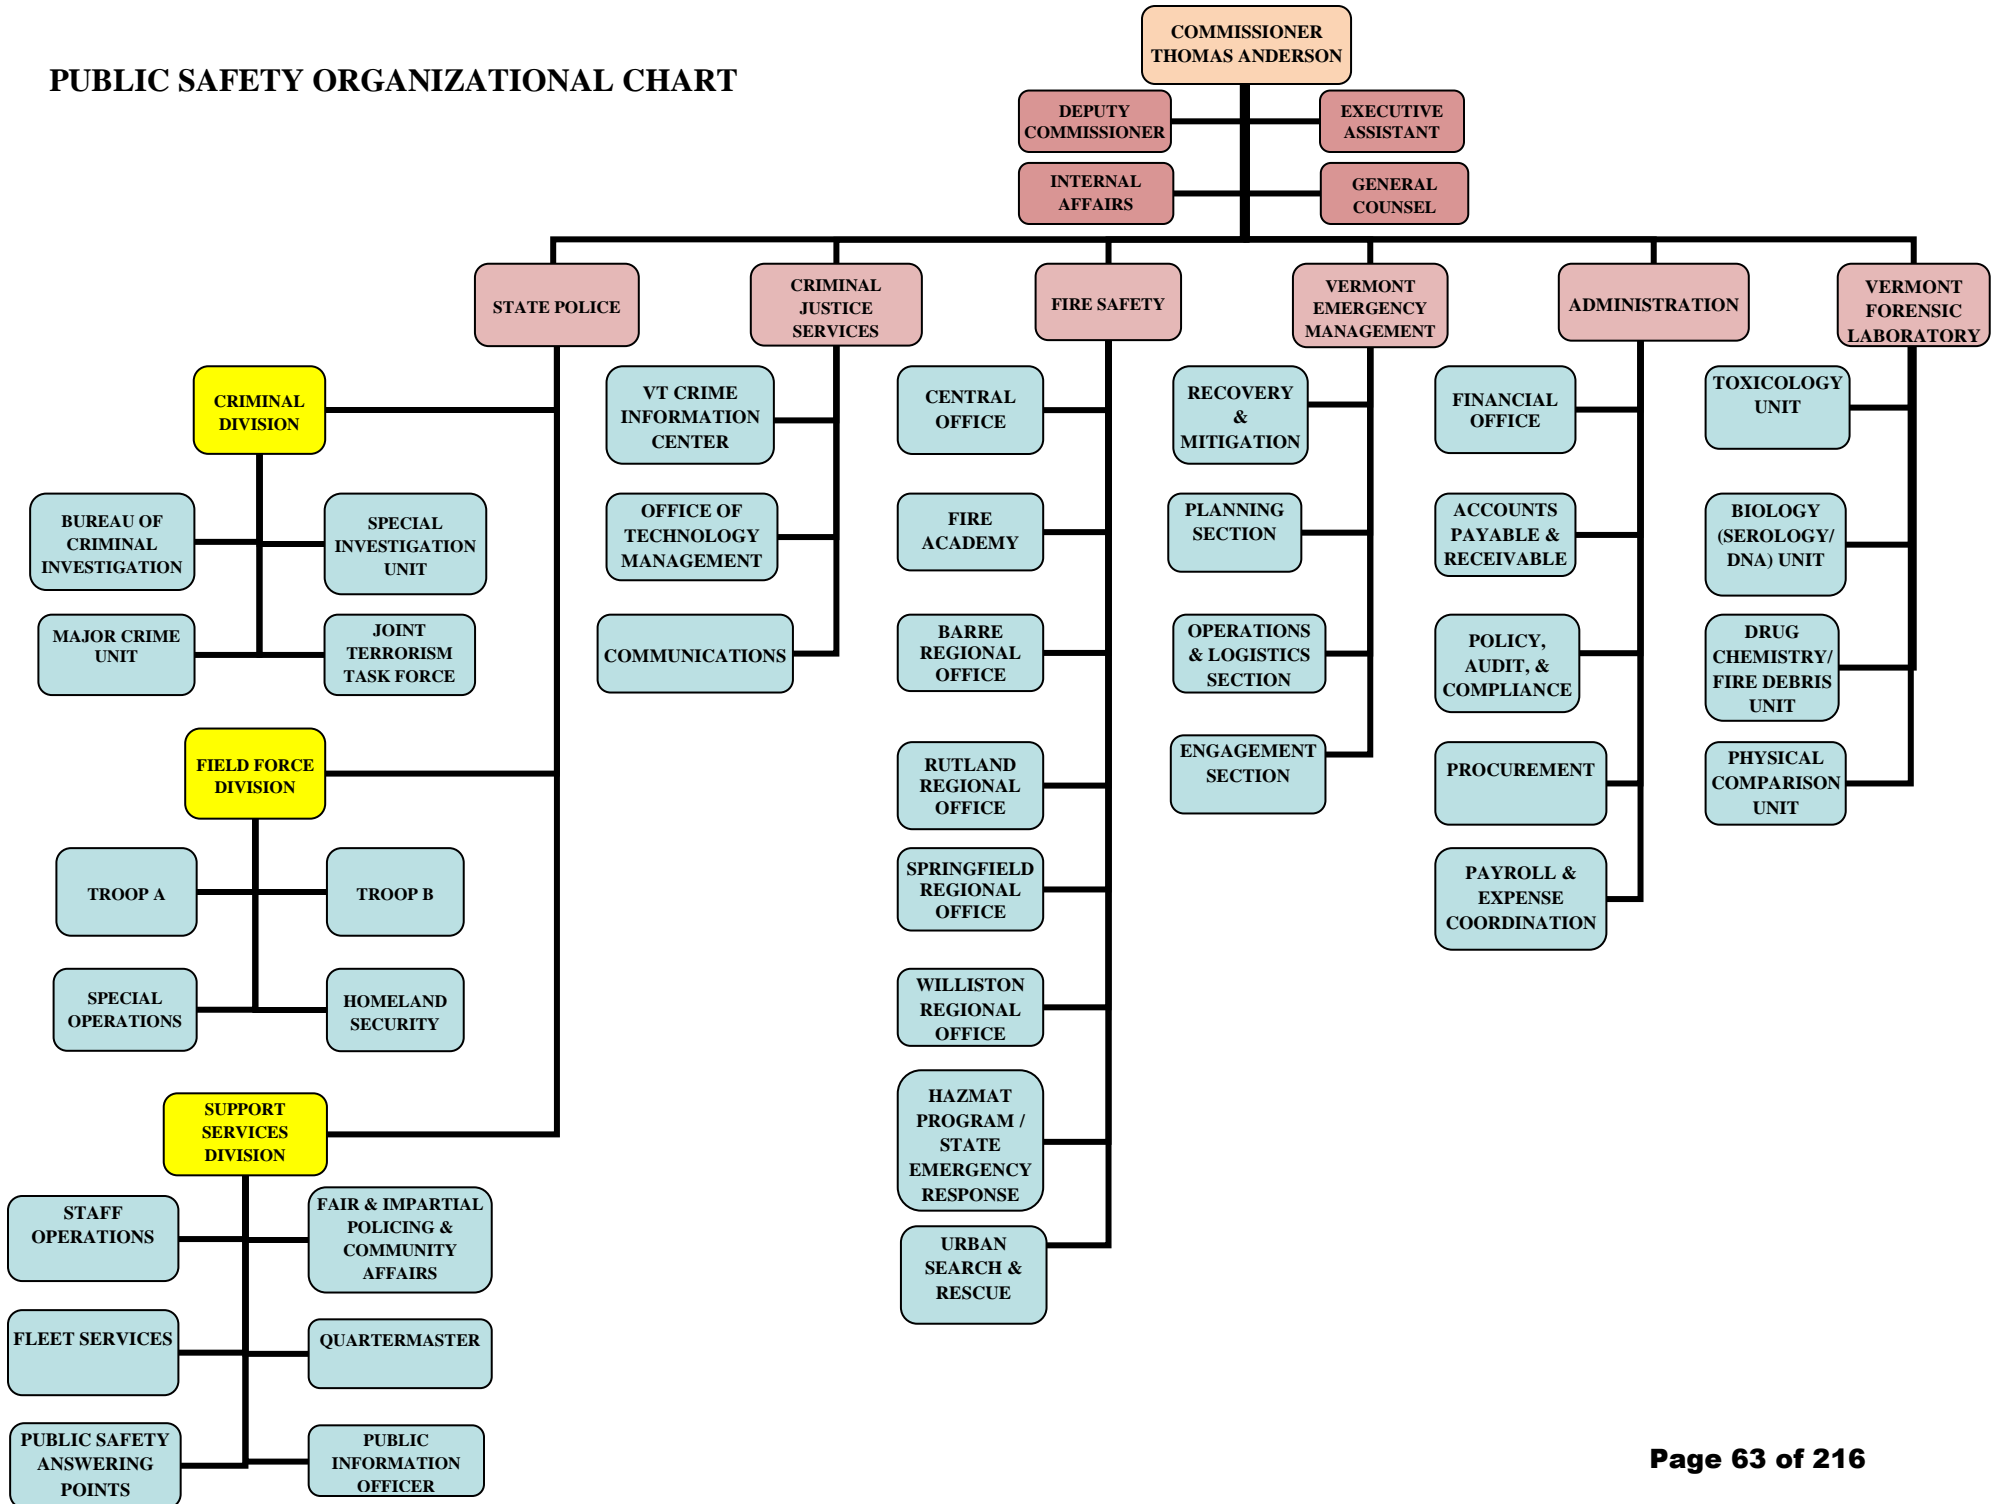 COMMISSIONER
THOMAS ANDERSON
PUBLIC SAFETY ORGANIZATIONAL CHART
DEPUTY
COMMISSIONER
EXECUTIVE
ASSISTANT
INTERNAL
AFFAIRS
GENERAL
COUNSEL
STATE POLICE
CRIMINAL
JUSTICE
SERVICES
FIRE SAFETY
VERMONT
EMERGENCY
MANAGEMENT
ADMINISTRATION
VERMONT
FORENSIC
LABORATORY
CRIMINAL
DIVISION
BUREAU OF
CRIMINAL
INVESTIGATION
SPECIAL
INVESTIGATION
UNIT
MAJOR CRIME
UNIT
JOINT
TERRORISM
TASK FORCE
FIELD FORCE
DIVISION
TROOP A
TROOP B
SPECIAL
OPERATIONS
HOMELAND
SECURITY
SUPPORT
SERVICES
DIVISION
STAFF
OPERATIONS
FAIR & IMPARTIAL
POLICING &
COMMUNITY
AFFAIRS
FLEET SERVICES
QUARTERMASTER
PUBLIC SAFETY
ANSWERING
POINTS
PUBLIC
INFORMATION
OFFICER
VT CRIME
INFORMATION
CENTER
OFFICE OF
TECHNOLOGY
MANAGEMENT
COMMUNICATIONS
CENTRAL
OFFICE
FIRE
ACADEMY
BARRE
REGIONAL
OFFICE
RUTLAND
REGIONAL
OFFICE
SPRINGFIELD
REGIONAL
OFFICE
WILLISTON
REGIONAL
OFFICE
HAZMAT
PROGRAM /
STATE
EMERGENCY
RESPONSE
URBAN
SEARCH &
RESCUE
RECOVERY
&
MITIGATION
PLANNING
SECTION
OPERATIONS
& LOGISTICS
SECTION
ENGAGEMENT
SECTION
FINANCIAL
OFFICE
ACCOUNTS
PAYABLE &
RECEIVABLE
POLICY,
AUDIT, &
COMPLIANCE
PROCUREMENT
PAYROLL &
EXPENSE
COORDINATION
TOXICOLOGY
UNIT
BIOLOGY
(SEROLOGY/
DNA) UNIT
DRUG
CHEMISTRY/
FIRE DEBRIS
UNIT
PHYSICAL
COMPARISON
UNIT
Page 63 of 216